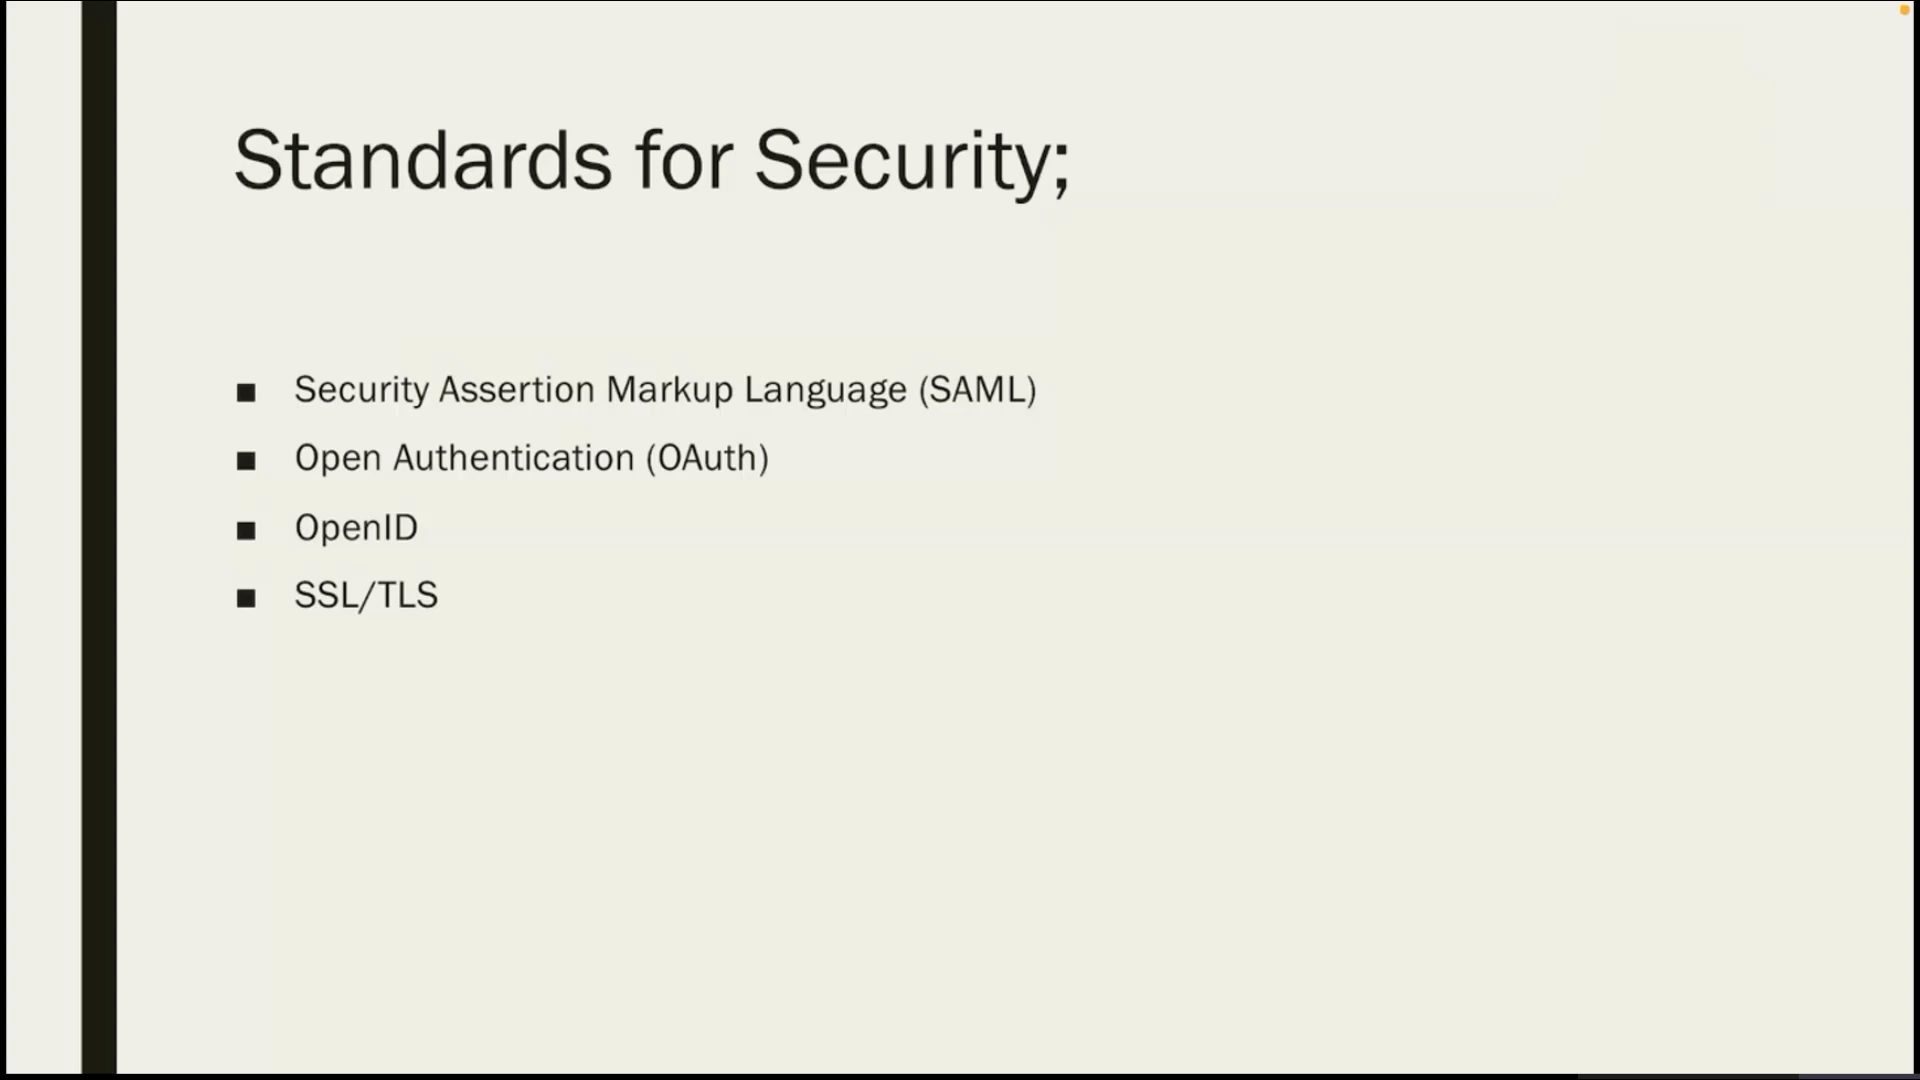 Standards for Security;
■ Security Assertion Markup Language (SAML)
■ Open Authentication (OAuth)
■ OpenID
■ SSL/TLS